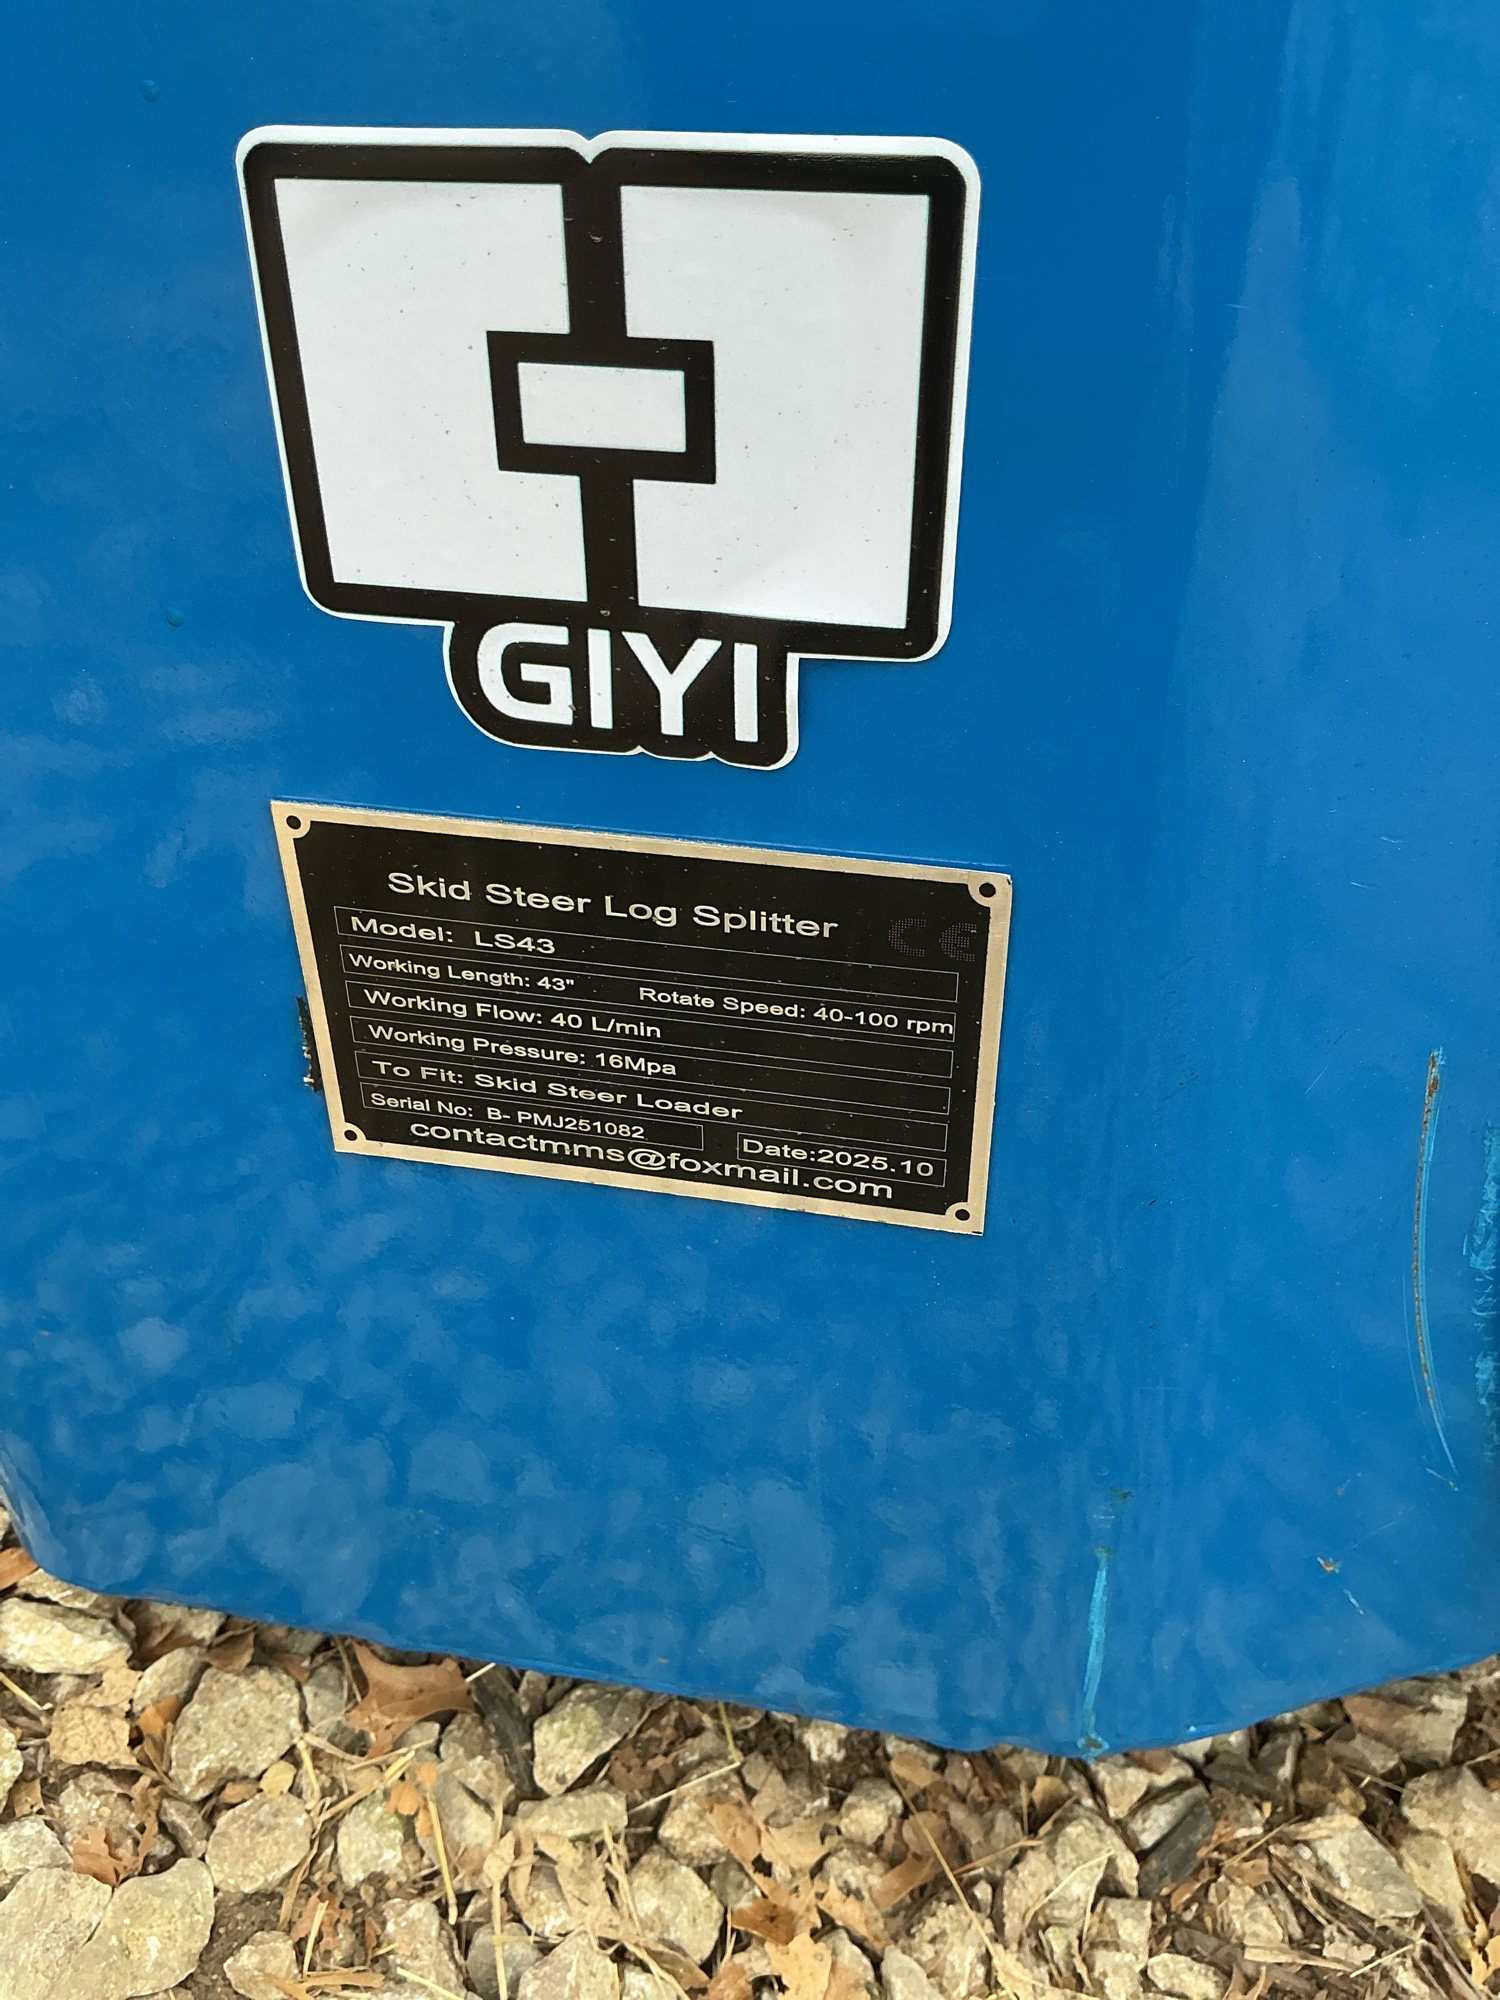 GIYI
Skid Steer Log Splitter CE
Model: LS43
Working Length: 43" Rotate Speed: 40-100 rpm
Working Flow: 40 L/min
Working Pressure: 16Mpa
To Fit: Skid Steer Loader
Serial No: B- PMJ251082 Date:2025.10
contactmms@foxmail.com